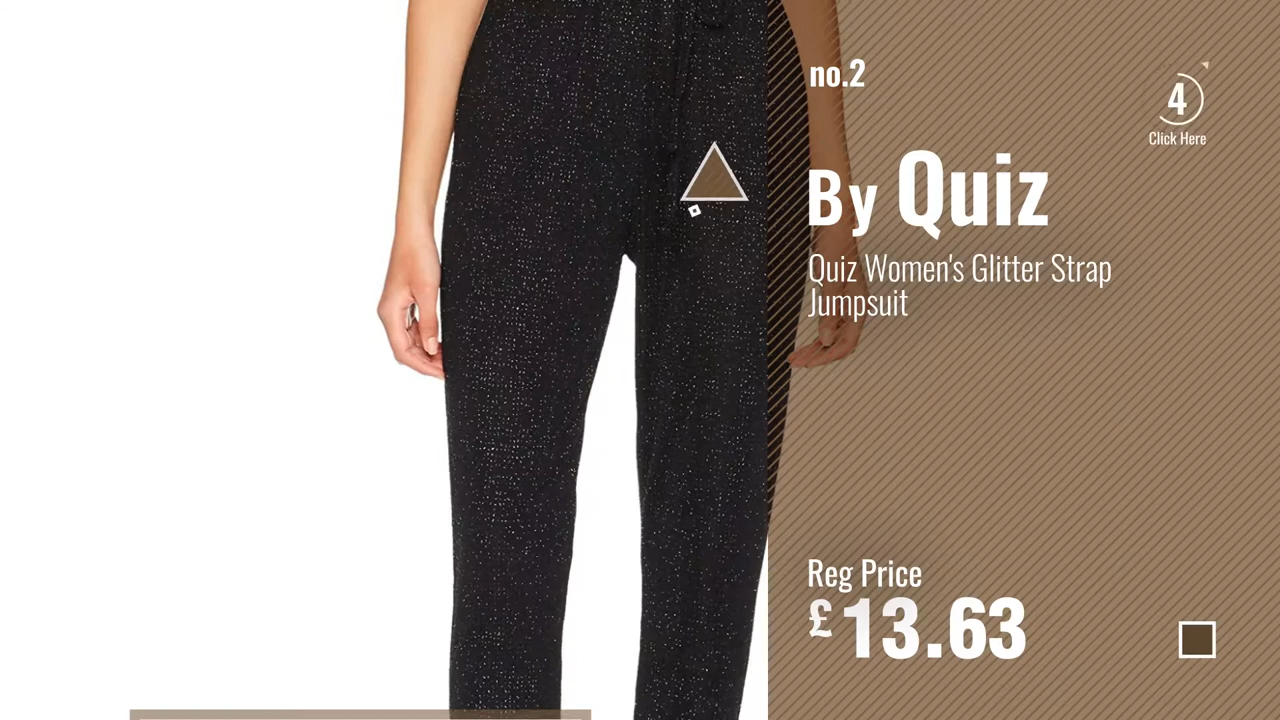 no.2
4
Click Here
By Quiz
Quiz Women's Glitter Strap
Jumpsuit
Reg Price
£13.63